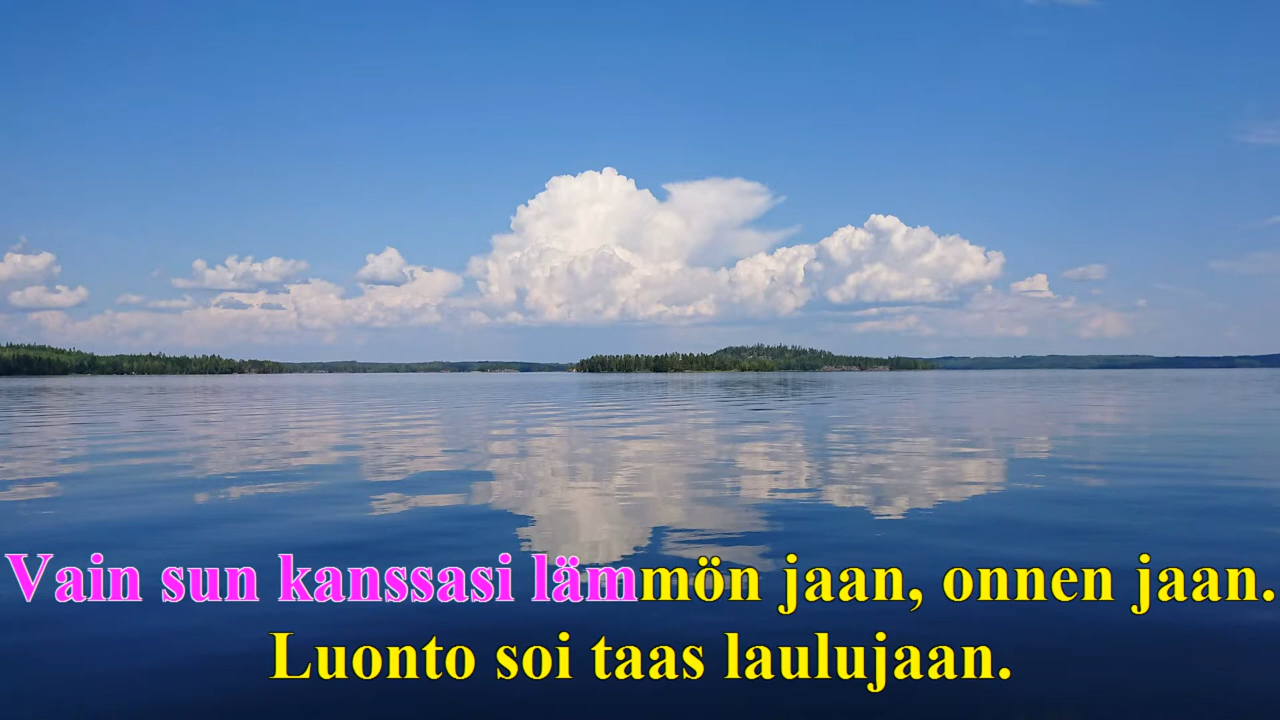 Vain sun kanssasi lämmön jaan, onnen jaan.
Luonto soi taas laulujaan.